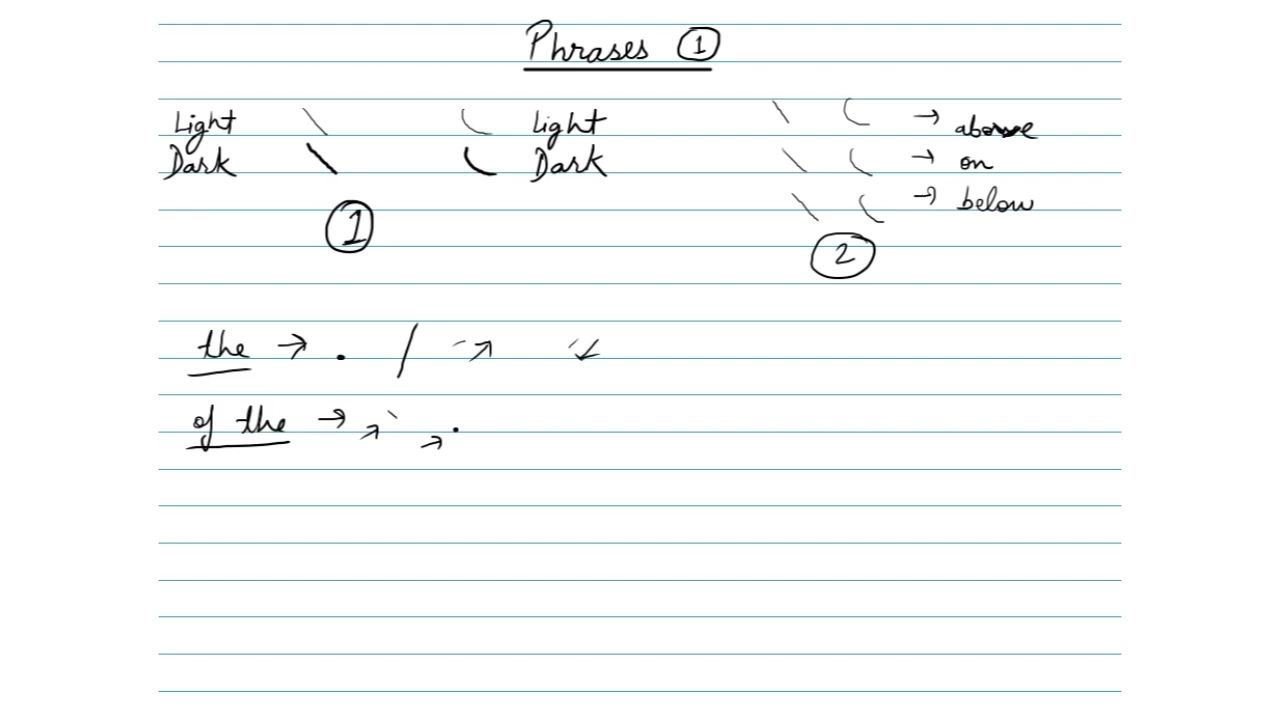 Phrases ①
Light Light → above
Dark Dark → on
→ below
① ②
the → . /
of the →